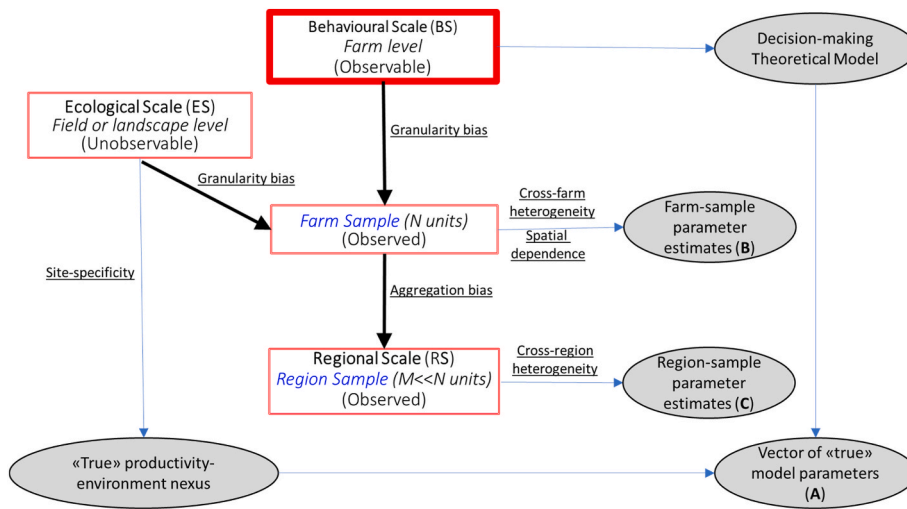 Behavioural Scale (BS)
Farm level
(Observable)
Decision-making
Theoretical Model
Ecological Scale (ES)
Field or landscape level
(Unobservable)
Granularity bias
Granularity bias
Farm Sample (N units)
(Observed)
Cross-farm
heterogeneity
Spatial
dependence
Farm-sample
parameter
estimates (B)
Site-specificity
Aggregation bias
Regional Scale (RS)
Region Sample (M<<N units)
(Observed)
Cross-region
heterogeneity
Region-sample
parameter
estimates (C)
«True» productivity-
environment nexus
Vector of «true»
model parameters
(A)